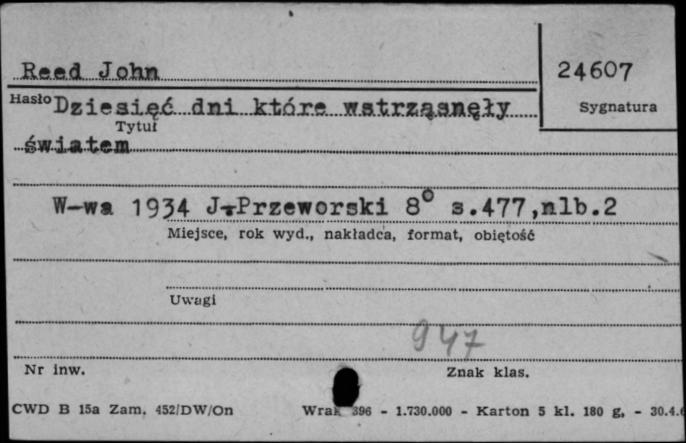 Reed John
24607
Hasło Dziesięć dni które wstrząsnęły
Sygnatura
Tytuł
światem
W-wa 1934 J.Przeworski 8° s.477,nlb.2
Miejsce, rok wyd., nakładca, format, objętość
Uwagi
947
Nr inw.
Znak klas.
CWD B 15a Zam. 452/DW/On
396 - 1.730.000 - Karton 5 kl. 180 g, - 30.4.